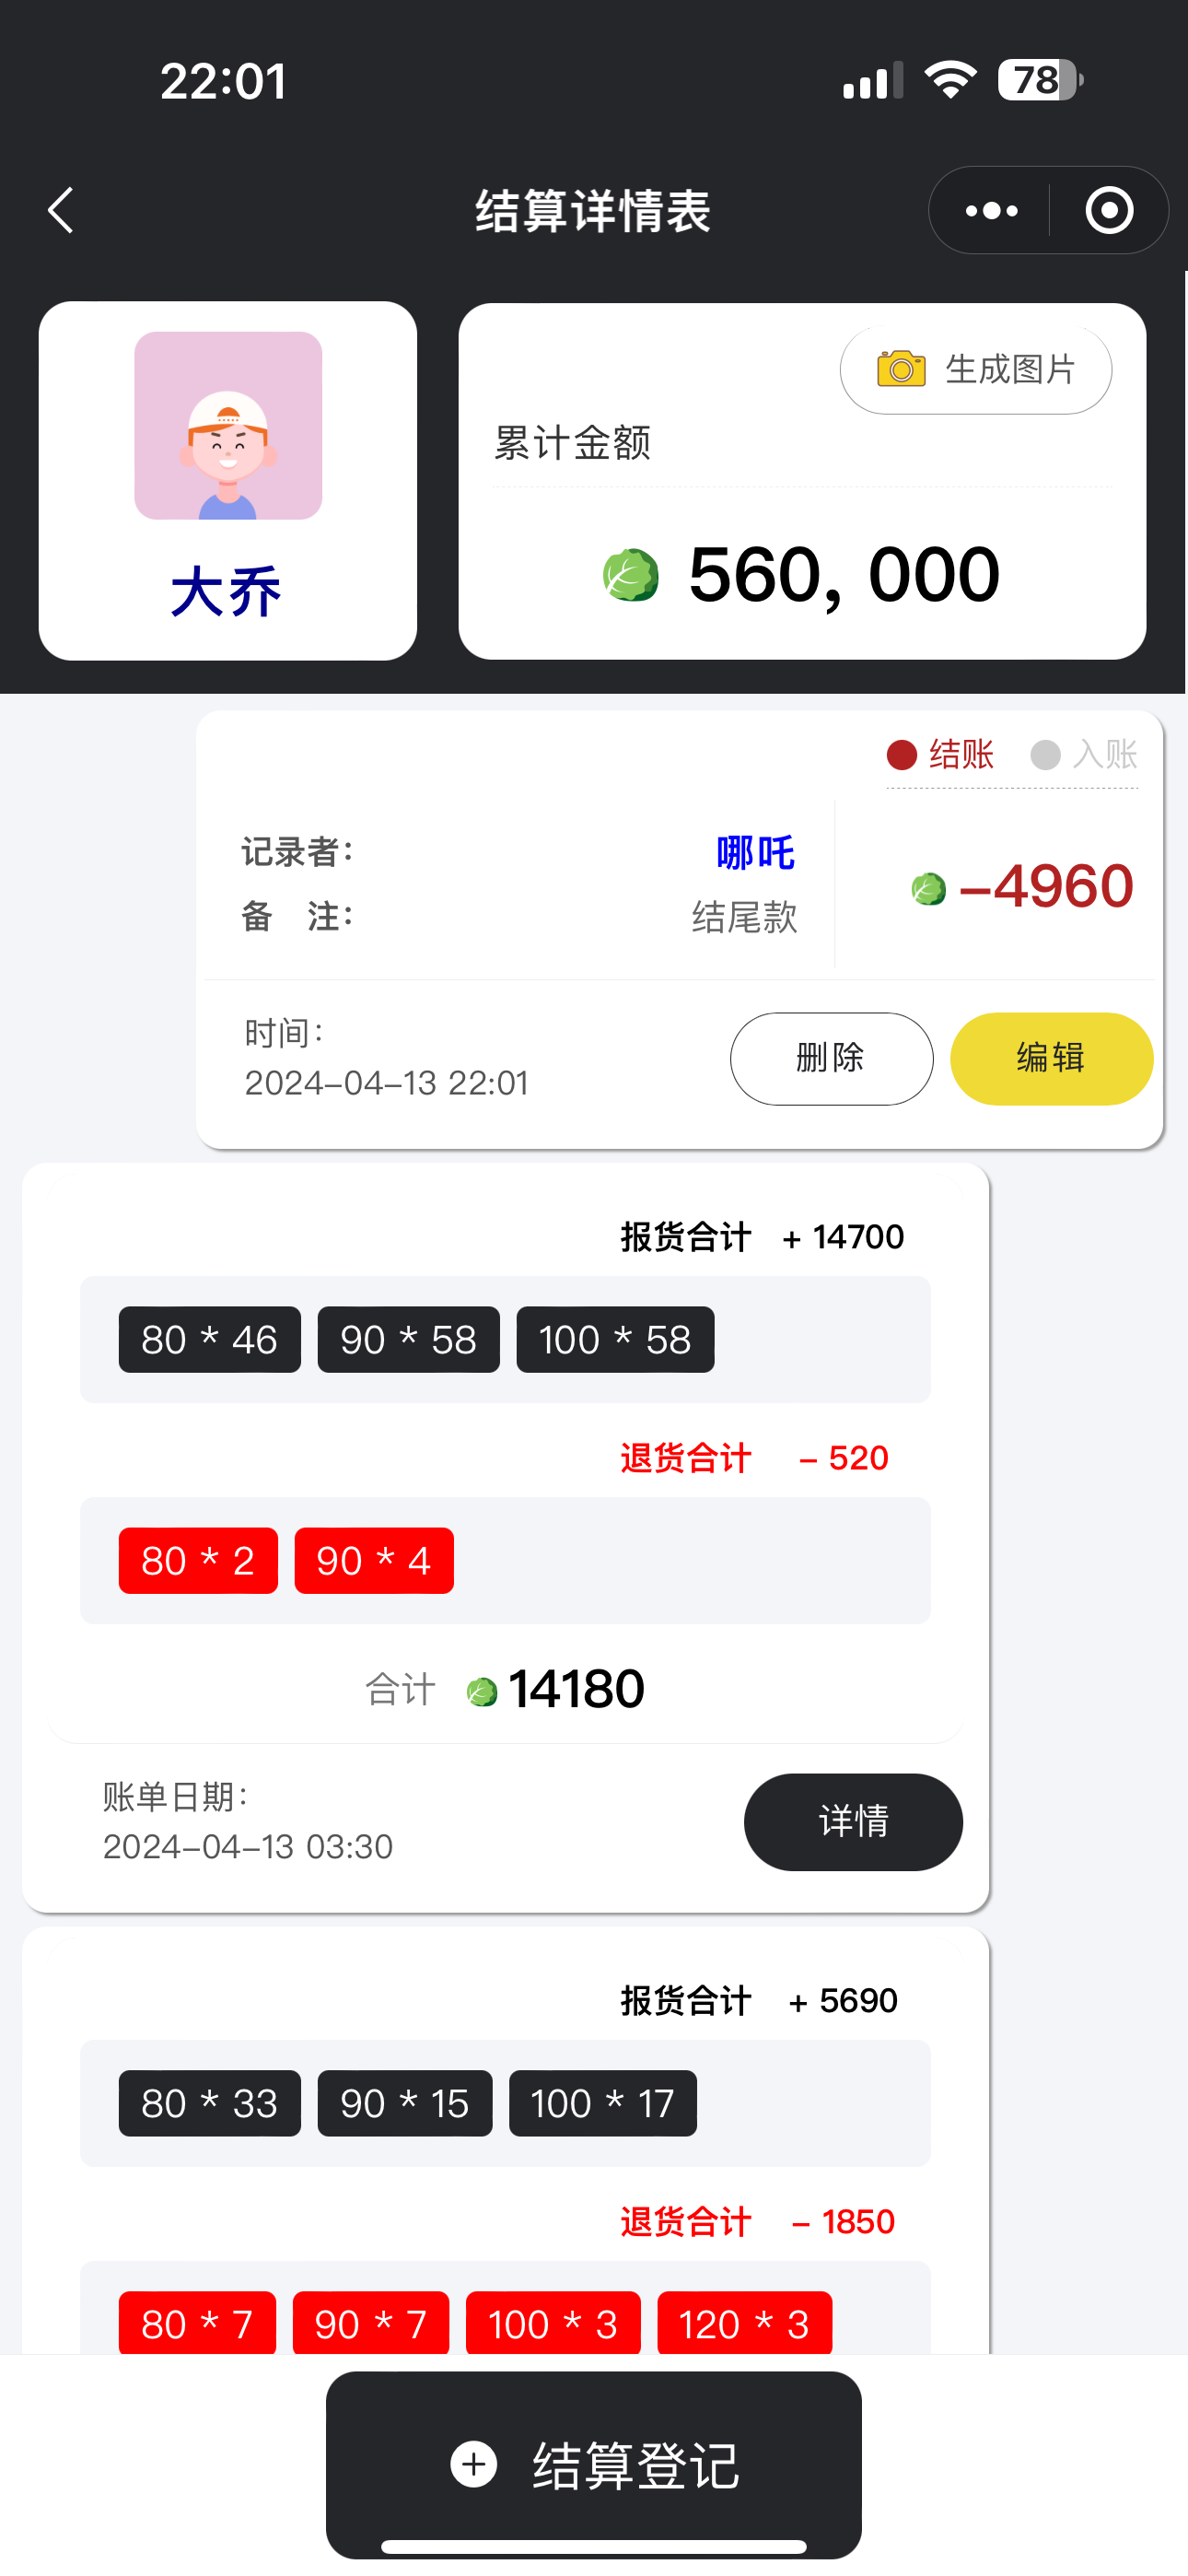 22:01
78
结算详情表
生成图片
累计金额
大乔
560, 000
结账 入账
记录者：
哪吒
备 注：
结尾款
-4960
时间：
2024-04-13 22:01
删除
编辑
报货合计 + 14700
80 * 46 90 * 58 100 * 58
退货合计 - 520
80 * 2 90 * 4
合计 14180
账单日期：
2024-04-13 03:30
详情
报货合计 + 5690
80 * 33 90 * 15 100 * 17
退货合计 - 1850
80 * 7 90 * 7 100 * 3 120 * 3
结算登记